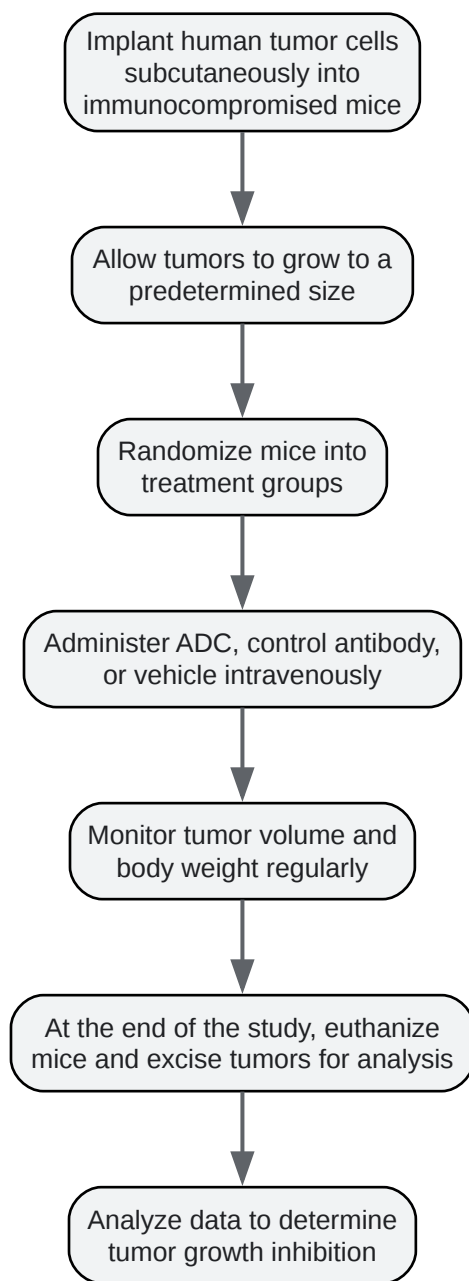 Implant human tumor cells
subcutaneously into
immunocompromised mice
Allow tumors to grow to a
predetermined size
Randomize mice into
treatment groups
Administer ADC, control antibody,
or vehicle intravenously
Monitor tumor volume and
body weight regularly
At the end of the study, euthanize
mice and excise tumors for analysis
Analyze data to determine
tumor growth inhibition